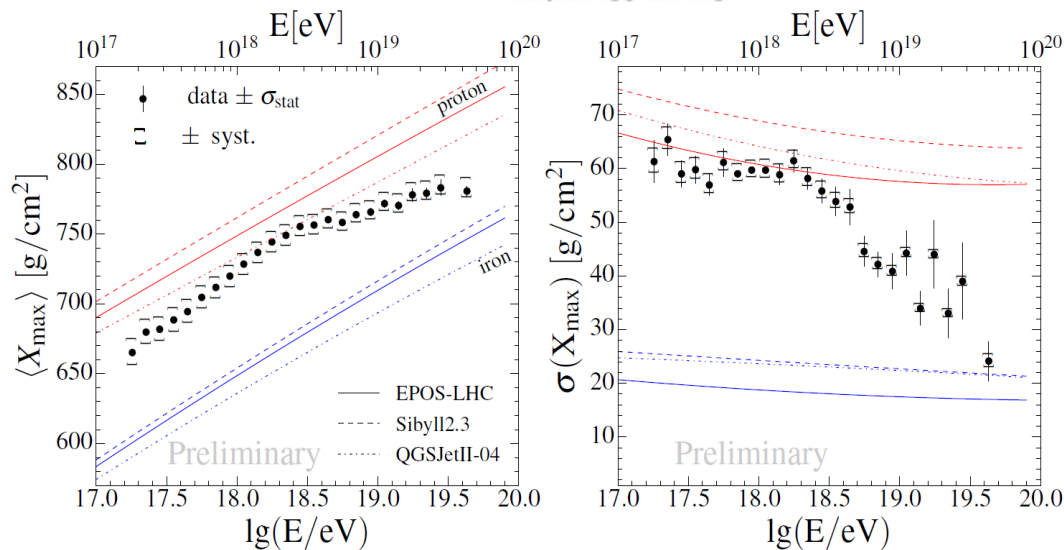 E[eV]
10^17 10^18 10^19 10^20
850
800
750
700
650
600
⟨X_max⟩ [g/cm^2]
data ± σ_stat
± syst.
proton
iron
EPOS-LHC
Sibyll2.3
QGSJetII-04
Preliminary
17.0 17.5 18.0 18.5 19.0 19.5 20.0
lg(E/eV)
E[eV]
10^17 10^18 10^19 10^20
70
60
50
40
30
20
10
σ(X_max) [g/cm^2]
Preliminary
17.0 17.5 18.0 18.5 19.0 19.5 20.0
lg(E/eV)